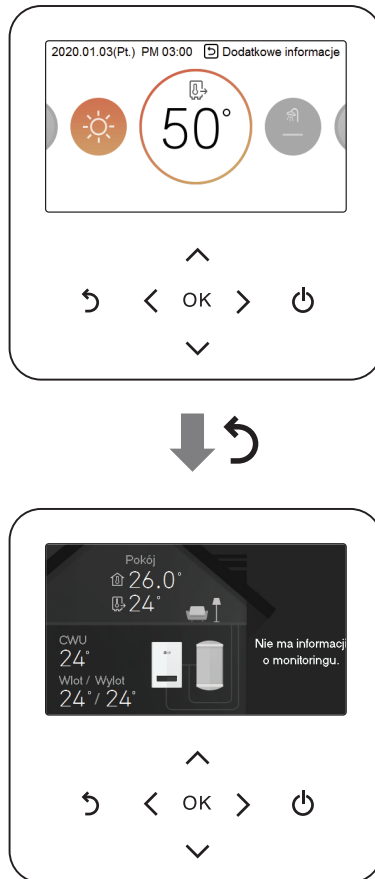 2020.01.03(Pt.) PM 03:00 Dodatkowe informacje
50°
OK
Pokój
26.0°
24°
CWU
24°
Wlot / Wylot
24°/ 24°
Nie ma informacji
o monitoringu.
OK